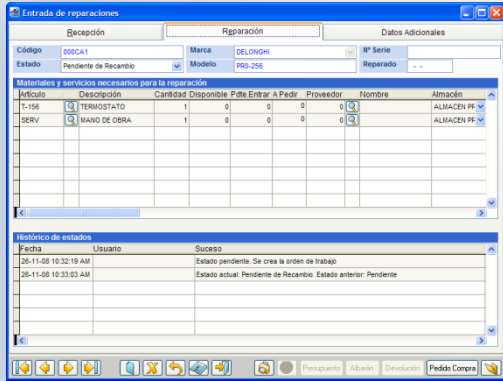 Entrada de reparaciones
Recepción Reparación Datos Adicionales
Código 000CA1 Marca DELONGHI Nº Serie
Estado Pendiente de Recambio Modelo PR0-256 Reparado - -
Materiales y servicios necesarios para la reparación
Artículo Descripción Cantidad Disponible Pdte.Entrar A Pedir Proveedor Nombre Almacén
T-156 TERMOSTATO 1 0 0 0 0 ALMACEN PR
SERV MANO DE OBRA 1 0 0 0 0 ALMACEN PR
Histórico de estados
Fecha Usuario Suceso
26-11-08 10:32:19 AM Estado pendiente. Se crea la orden de trabajo
26-11-08 10:33:03 AM Estado actual: Pendiente de Recambio. Estado anterior: Pendiente
Presupuesto Albarán Devolución Pedido Compra